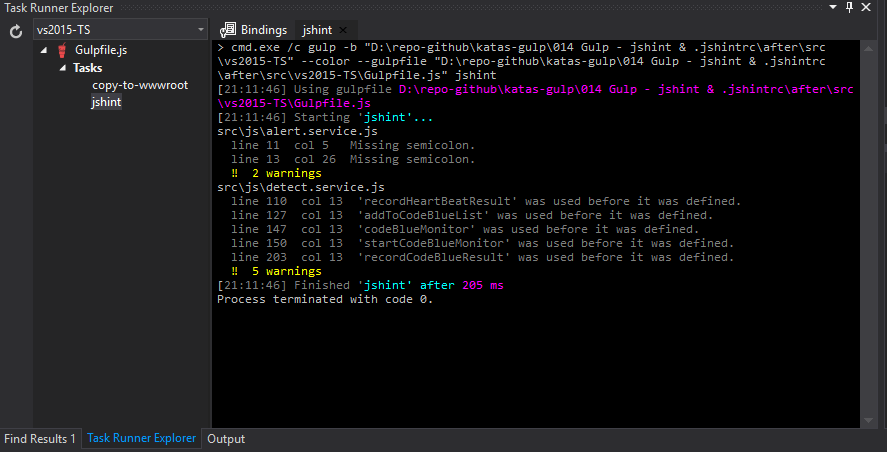 Task Runner Explorer
vs2015-TS
Gulpfile.js
Tasks
copy-to-wwwroot
jshint
Bindings
jshint
> cmd.exe /c gulp -b "D:\repo-github\katas-gulp\014 Gulp - jshint & .jshintrc\after\src
\vs2015-TS" --color --gulpfile "D:\repo-github\katas-gulp\014 Gulp - jshint & .jshintrc
\after\src\vs2015-TS\Gulpfile.js" jshint
[21:11:46] Using gulpfile D:\repo-github\katas-gulp\014 Gulp - jshint & .jshintrc\after\src
\vs2015-TS\Gulpfile.js
[21:11:46] Starting 'jshint'...
src\js\alert.service.js
line 11  col 5   Missing semicolon.
line 13  col 26  Missing semicolon.
‼  2 warnings
src\js\detect.service.js
line 110  col 13  'recordHeartBeatResult' was used before it was defined.
line 127  col 13  'addToCodeBlueList' was used before it was defined.
line 147  col 13  'codeBlueMonitor' was used before it was defined.
line 150  col 13  'startCodeBlueMonitor' was used before it was defined.
line 203  col 13  'recordCodeBlueResult' was used before it was defined.
‼  5 warnings
[21:11:46] Finished 'jshint' after 205 ms
Process terminated with code 0.
Find Results 1
Task Runner Explorer
Output